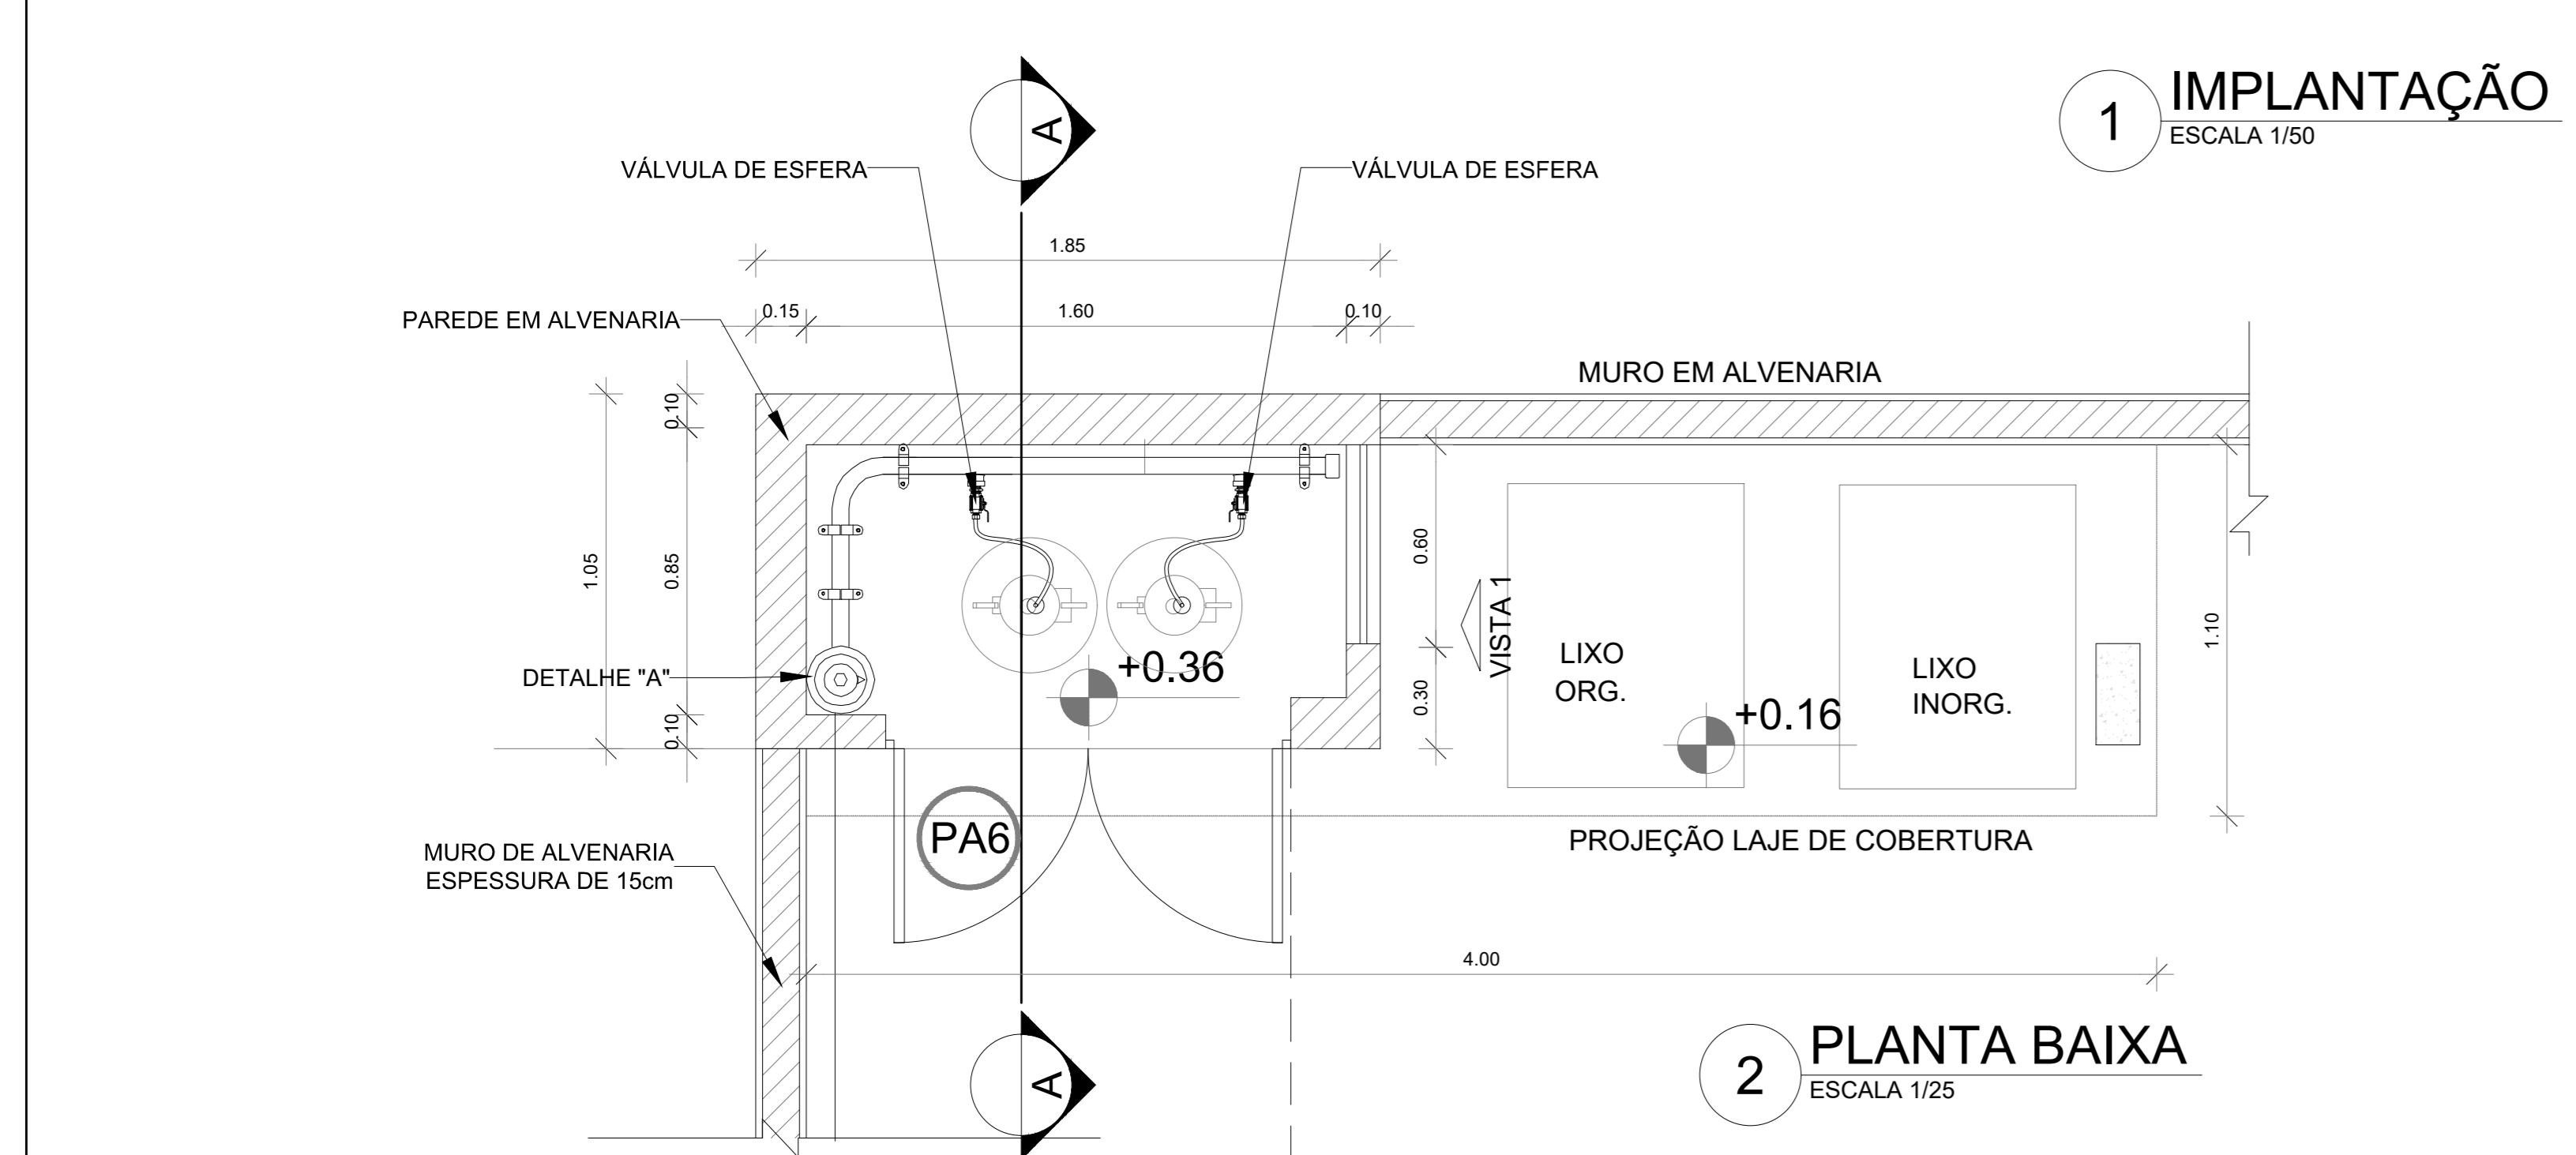 1
IMPLANTAÇÃO
ESCALA 1/50
A
VÁLVULA DE ESFERA
VÁLVULA DE ESFERA
1.85
0.15
1.60
0.10
PAREDE EM ALVENARIA
MURO EM ALVENARIA
0.10
1.05
0.85
0.10
0.60
0.30
VISTA 1
1.10
DETALHE "A"
+0.36
LIXO
ORG.
LIXO
INORG.
+0.16
PA6
PROJEÇÃO LAJE DE COBERTURA
MURO DE ALVENARIA
ESPESSURA DE 15cm
4.00
A
2
PLANTA BAIXA
ESCALA 1/25